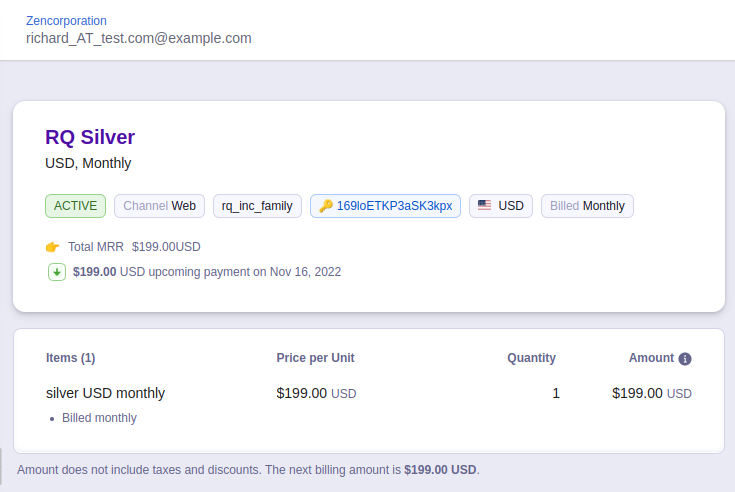 Zencorporation
richard_AT_test.com@example.com
RQ Silver
USD, Monthly
ACTIVE Channel Web rq_inc_family 169loETKP3aSK3kpx USD Billed Monthly
Total MRR $199.00USD
$199.00 USD upcoming payment on Nov 16, 2022
Items (1) Price per Unit Quantity Amount
silver USD monthly $199.00 USD 1 $199.00 USD
• Billed monthly
Amount does not include taxes and discounts. The next billing amount is $199.00 USD.